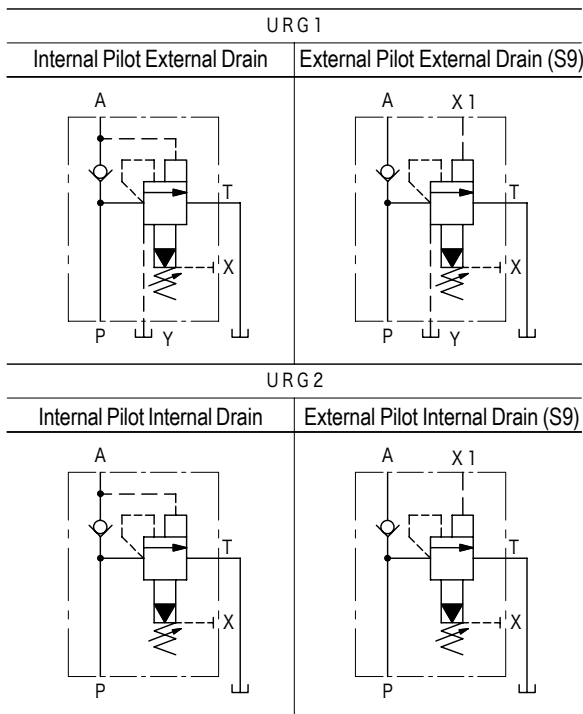 URG1
Internal Pilot External Drain
External Pilot External Drain (S9)
A
T
X
P
Y
A
X1
T
X
P
Y
URG2
Internal Pilot Internal Drain
External Pilot Internal Drain (S9)
A
T
X
P
A
X1
T
X
P